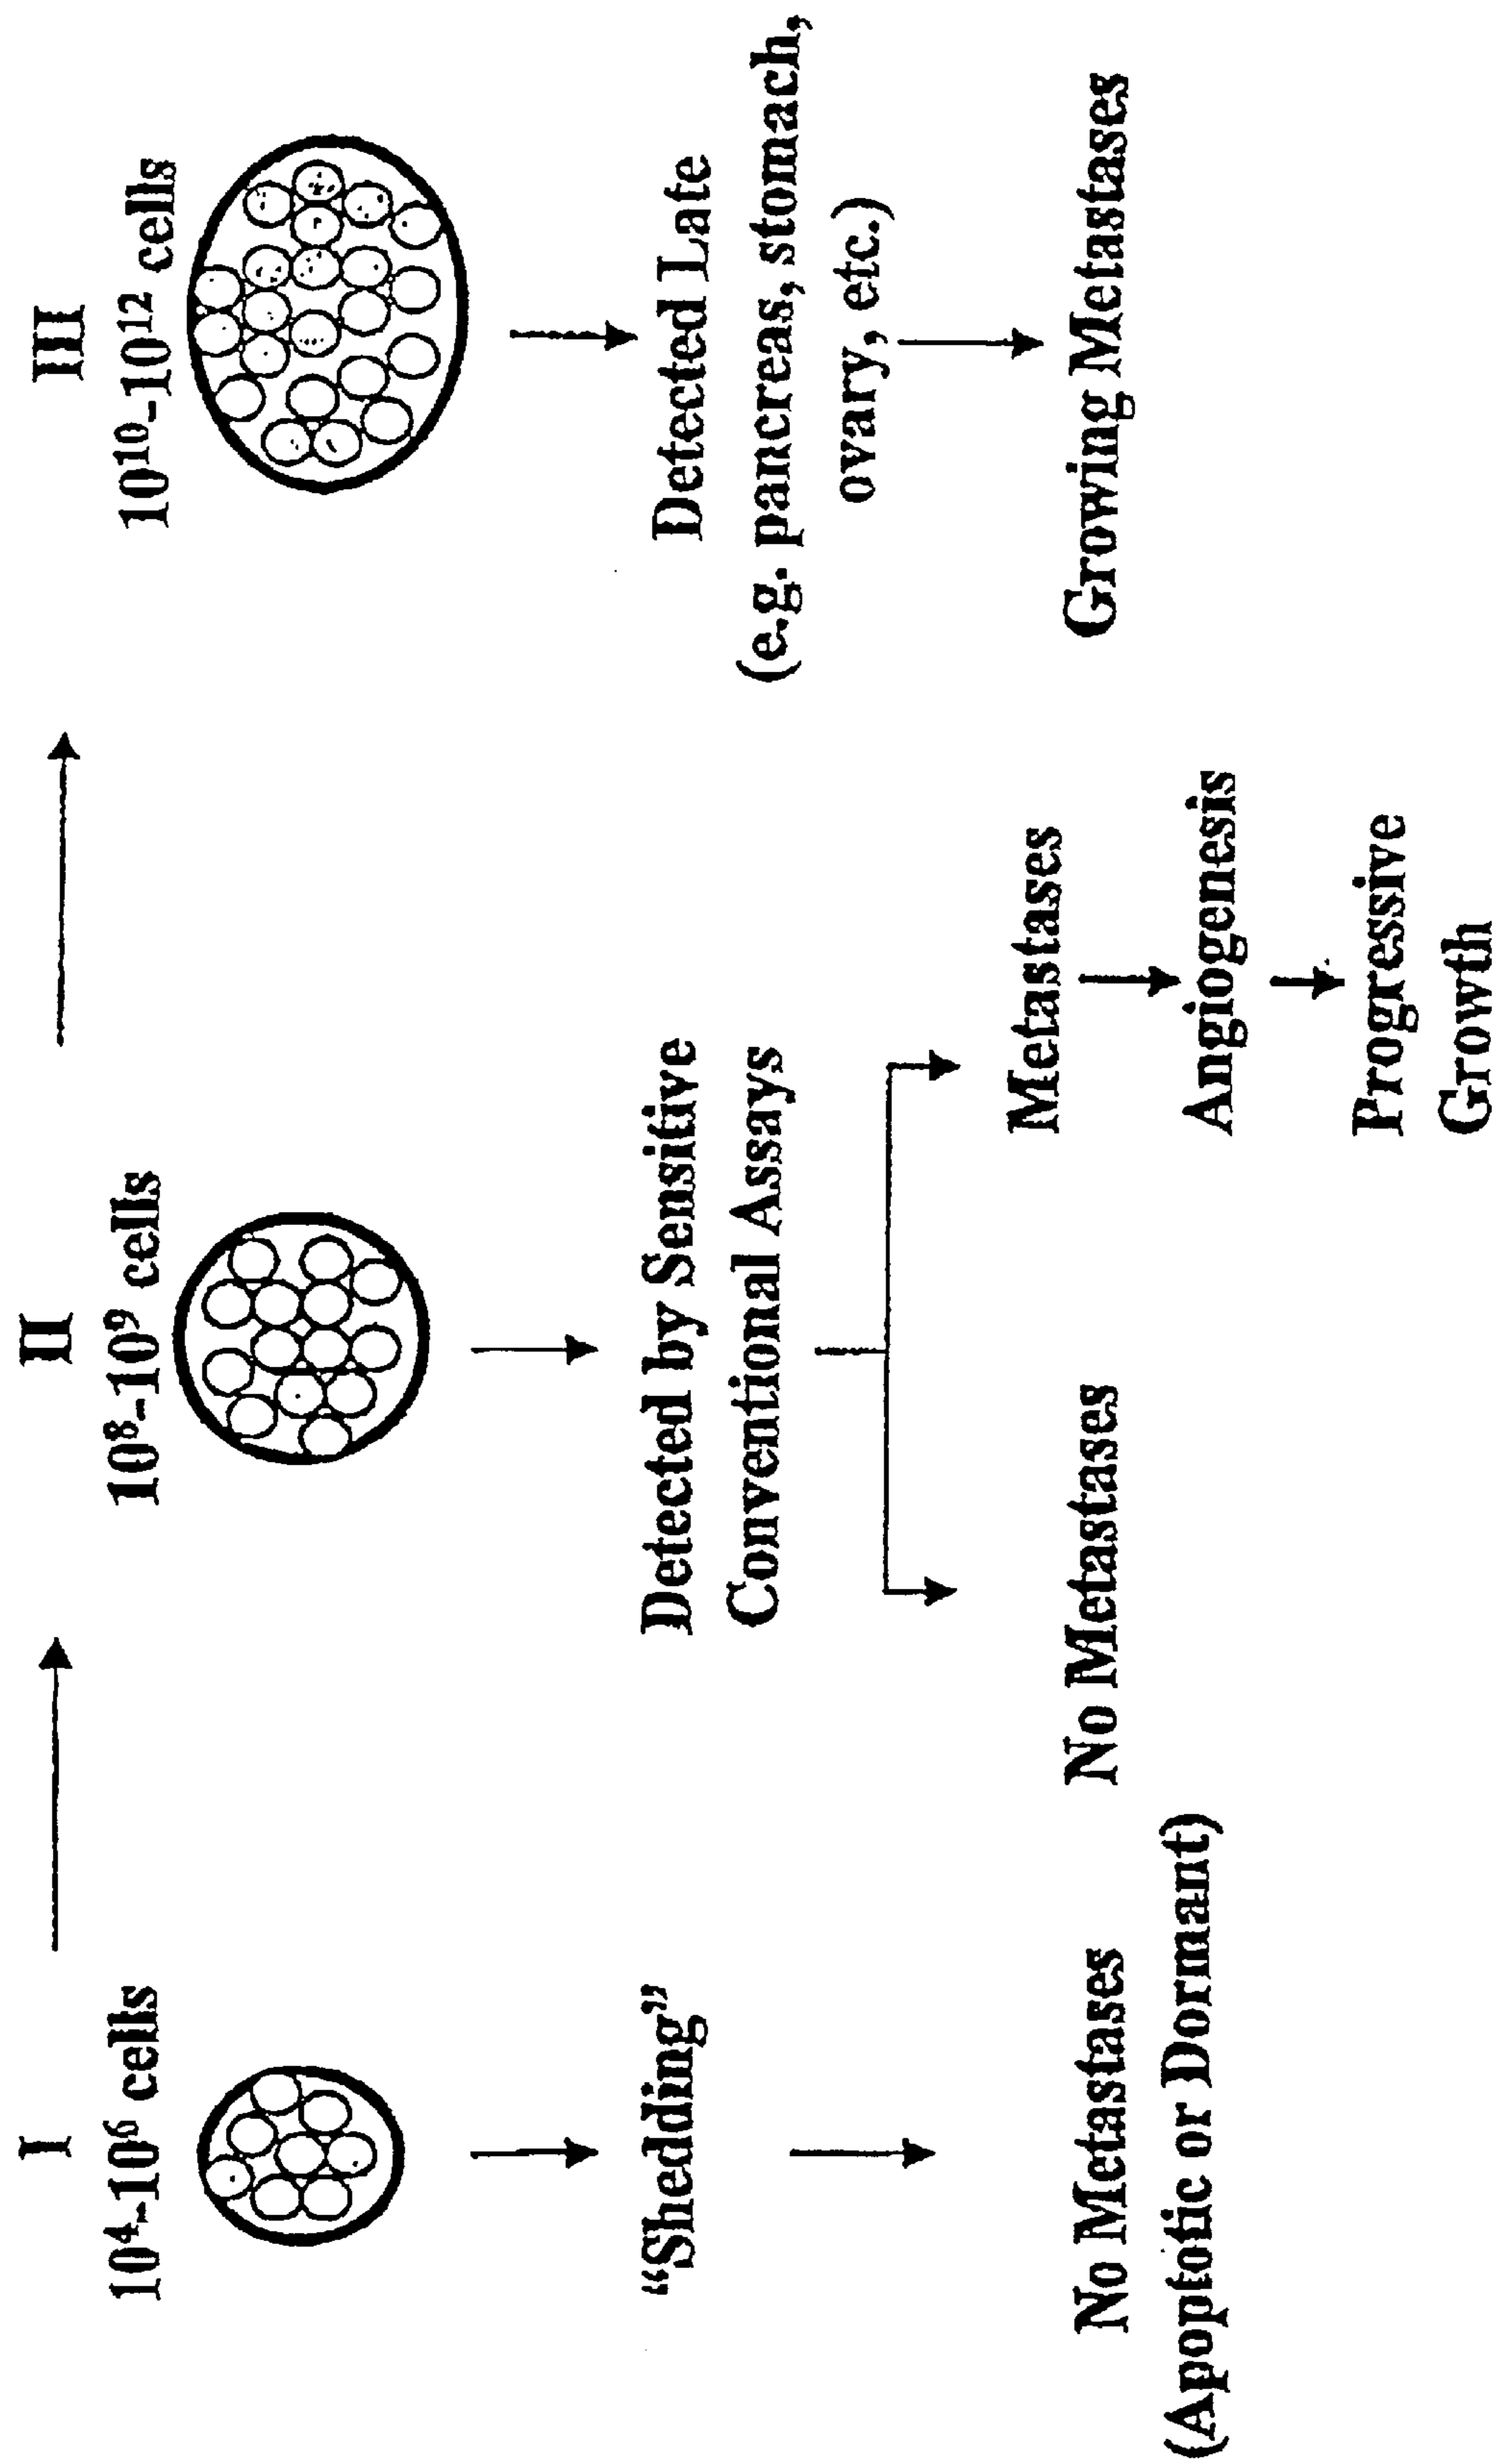 I
10⁴-10⁶ cells
“Shedding”
No Metastases
(Apoptotic or Dormant)
II
10⁸-10⁹ cells
Detected by Sensitive
Conventional Assays
No Metastases
Metastases
Angiogenesis
Progressive
Growth
III
10¹⁰-10¹² cells
Detected Late
(e.g. pancreas, stomach,
ovary, etc.)
Growing Metastases